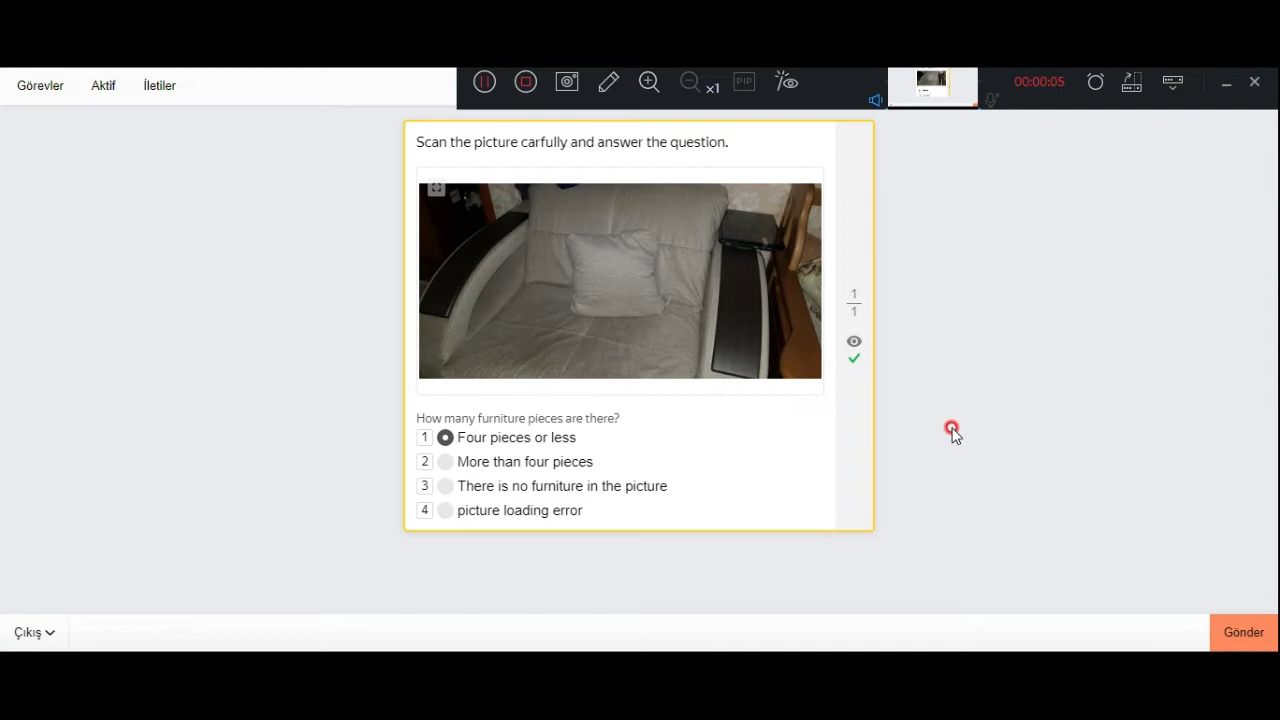 Görevler Aktif İletiler
x1 PIP 00:00:05
Scan the picture carfully and answer the question.
1
1
How many furniture pieces are there?
1 Four pieces or less
2 More than four pieces
3 There is no furniture in the picture
4 picture loading error
Çıkış Gönder